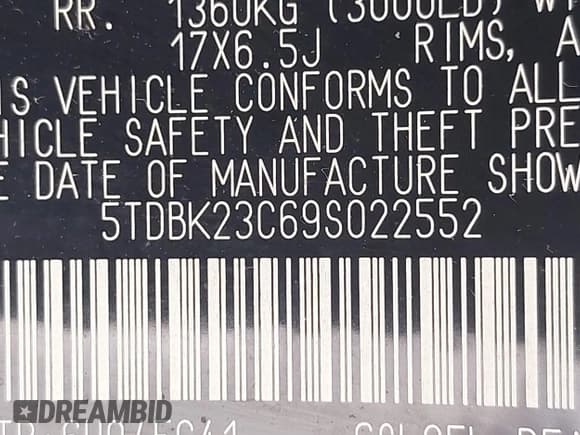 RR. 1360KG (3000LB) WI
17X6.5J RIMS, A
IS VEHICLE CONFORMS TO ALL
HICLE SAFETY AND THEFT PRE
E DATE OF MANUFACTURE SHOW
5TDBK23C69S022552
DREAMBID